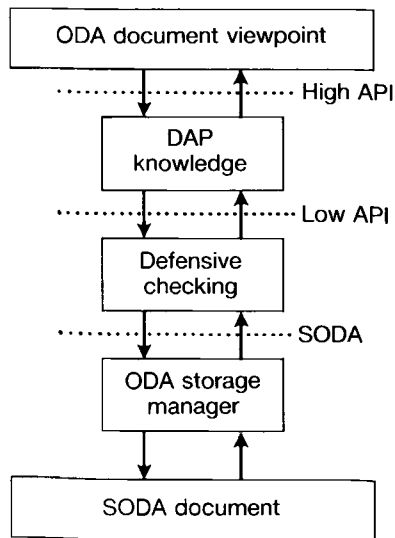 ODA document viewpoint
High API
DAP
knowledge
Low API
Defensive
checking
SODA
ODA storage
manager
SODA document